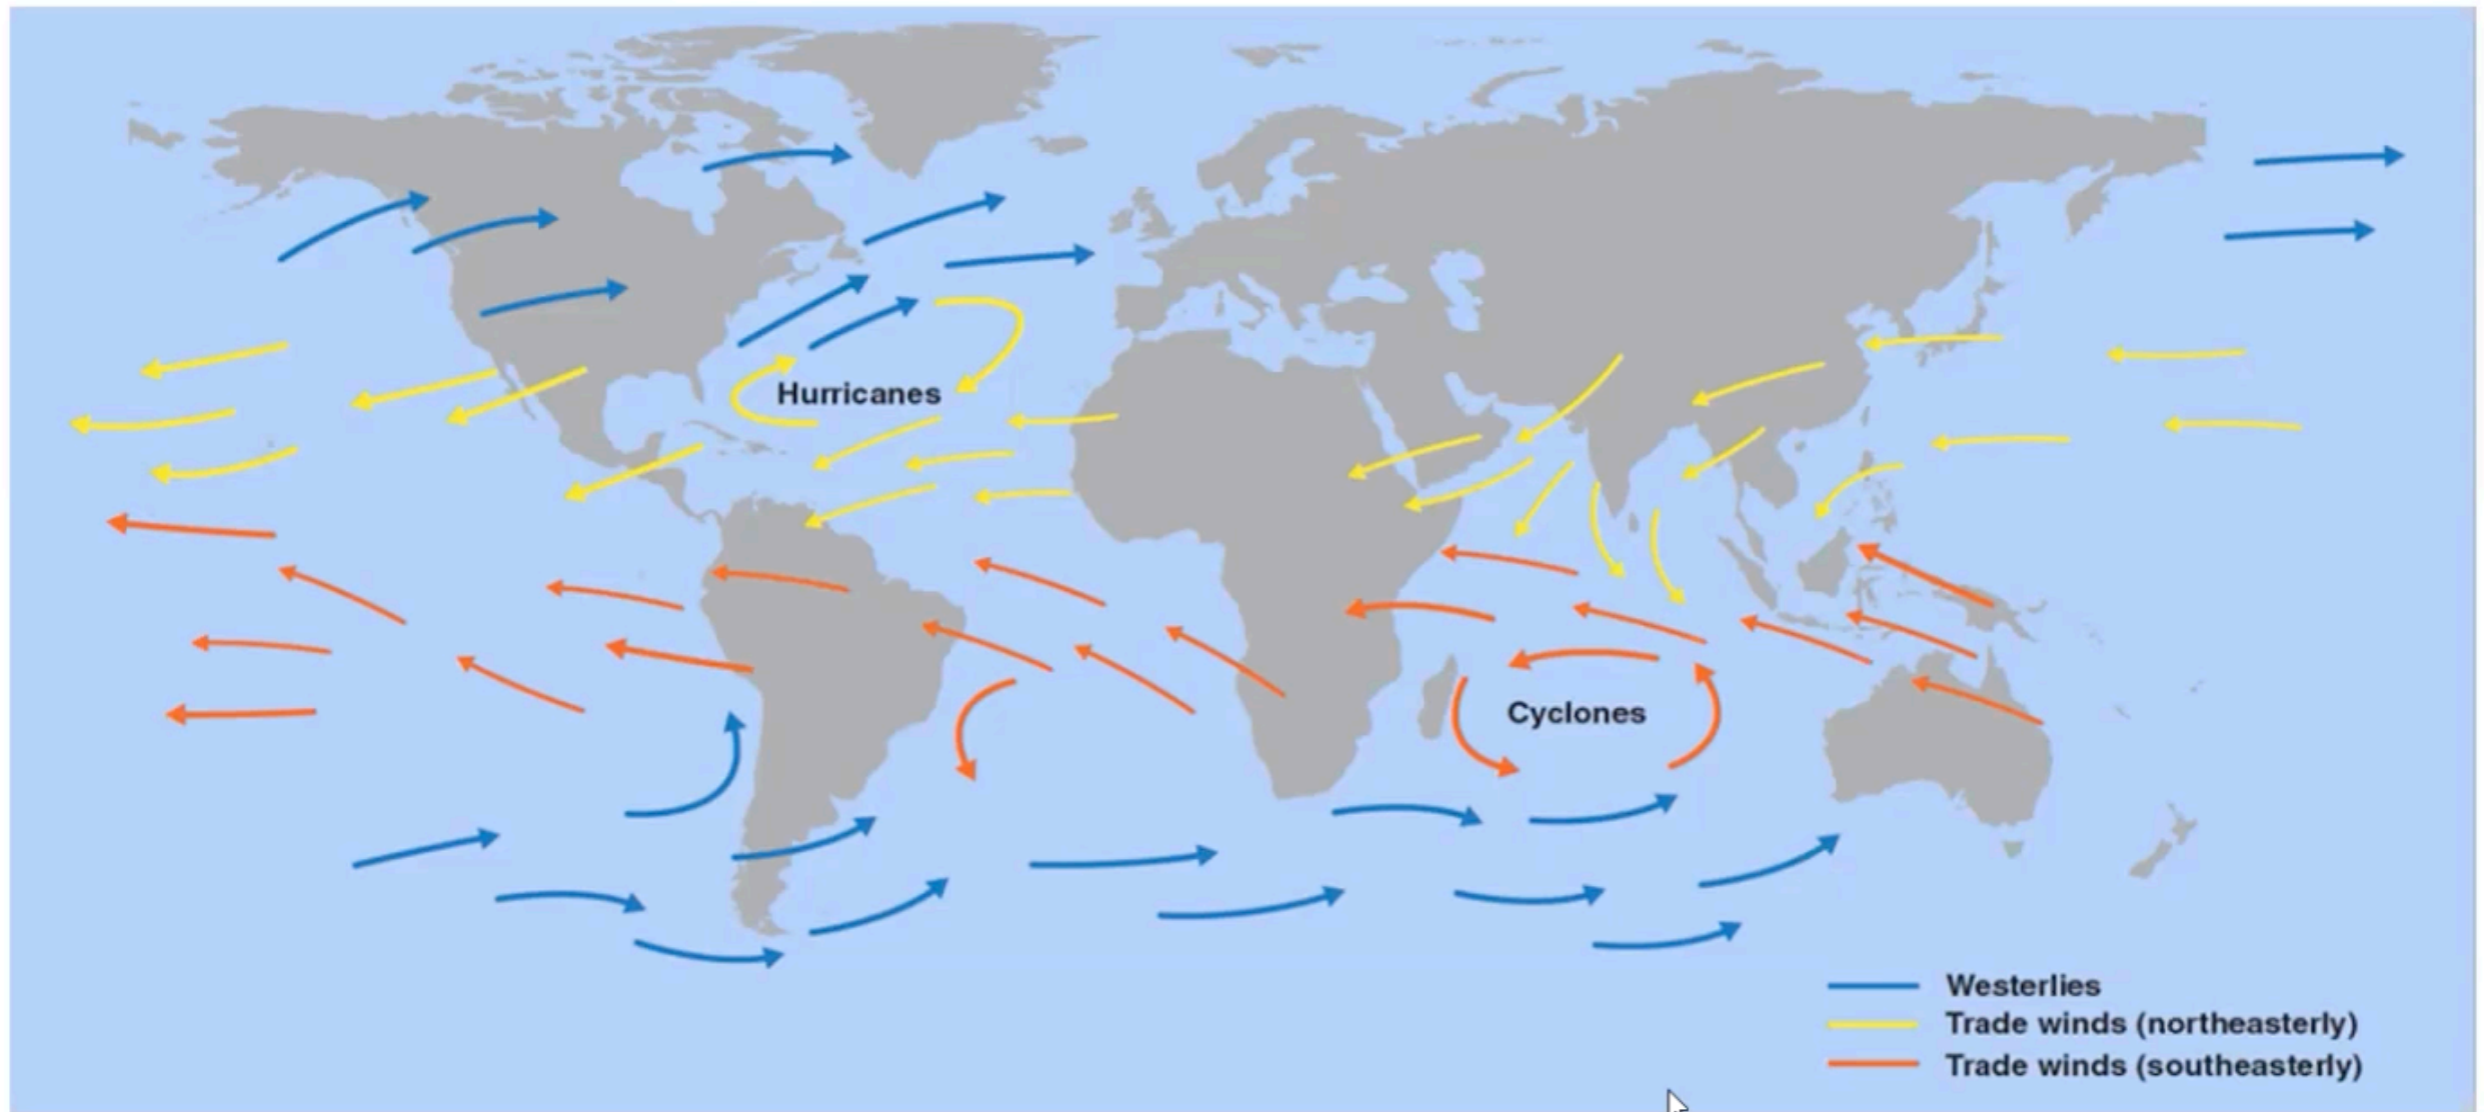 Hurricanes
Cyclones
Westerlies
Trade winds (northeasterly)
Trade winds (southeasterly)